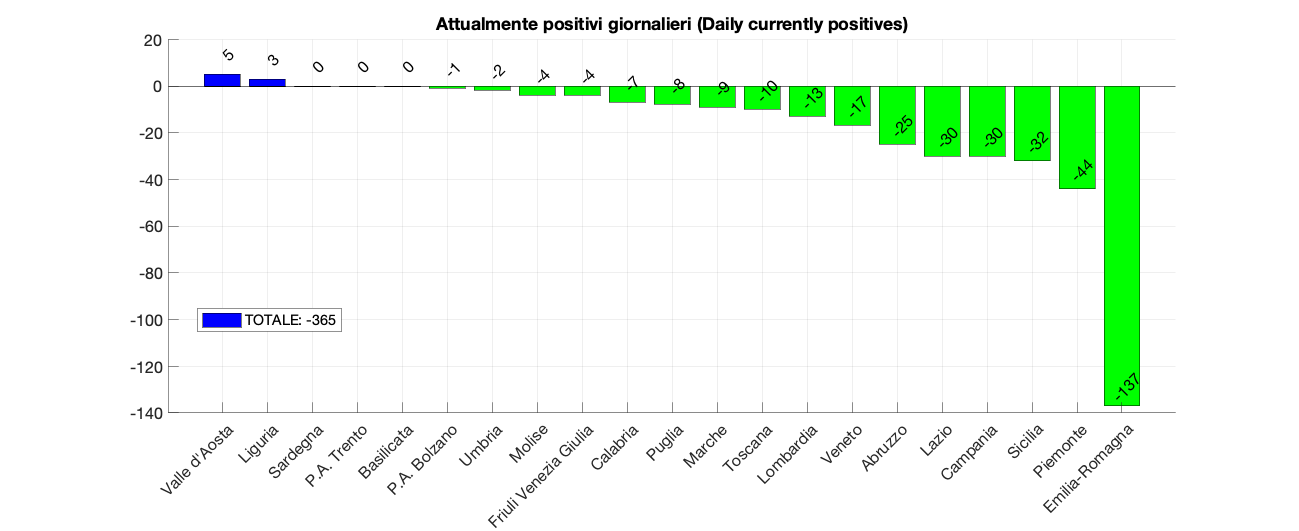 Attualmente positivi giornalieri (Daily currently positives)
20
0
-20
-40
-60
-80
-100
-120
-140
5
3
0
0
0
-1
-2
-4
-4
-7
-8
-9
-10
-13
-17
-25
-30
-30
-32
-44
-137
TOTALE: -365
Valle d'Aosta
Liguria
Sardegna
P.A. Trento
Basilicata
P.A. Bolzano
Umbria
Molise
Friuli Venezia Giulia
Calabria
Puglia
Marche
Toscana
Lombardia
Veneto
Abruzzo
Lazio
Campania
Sicilia
Piemonte
Emilia-Romagna